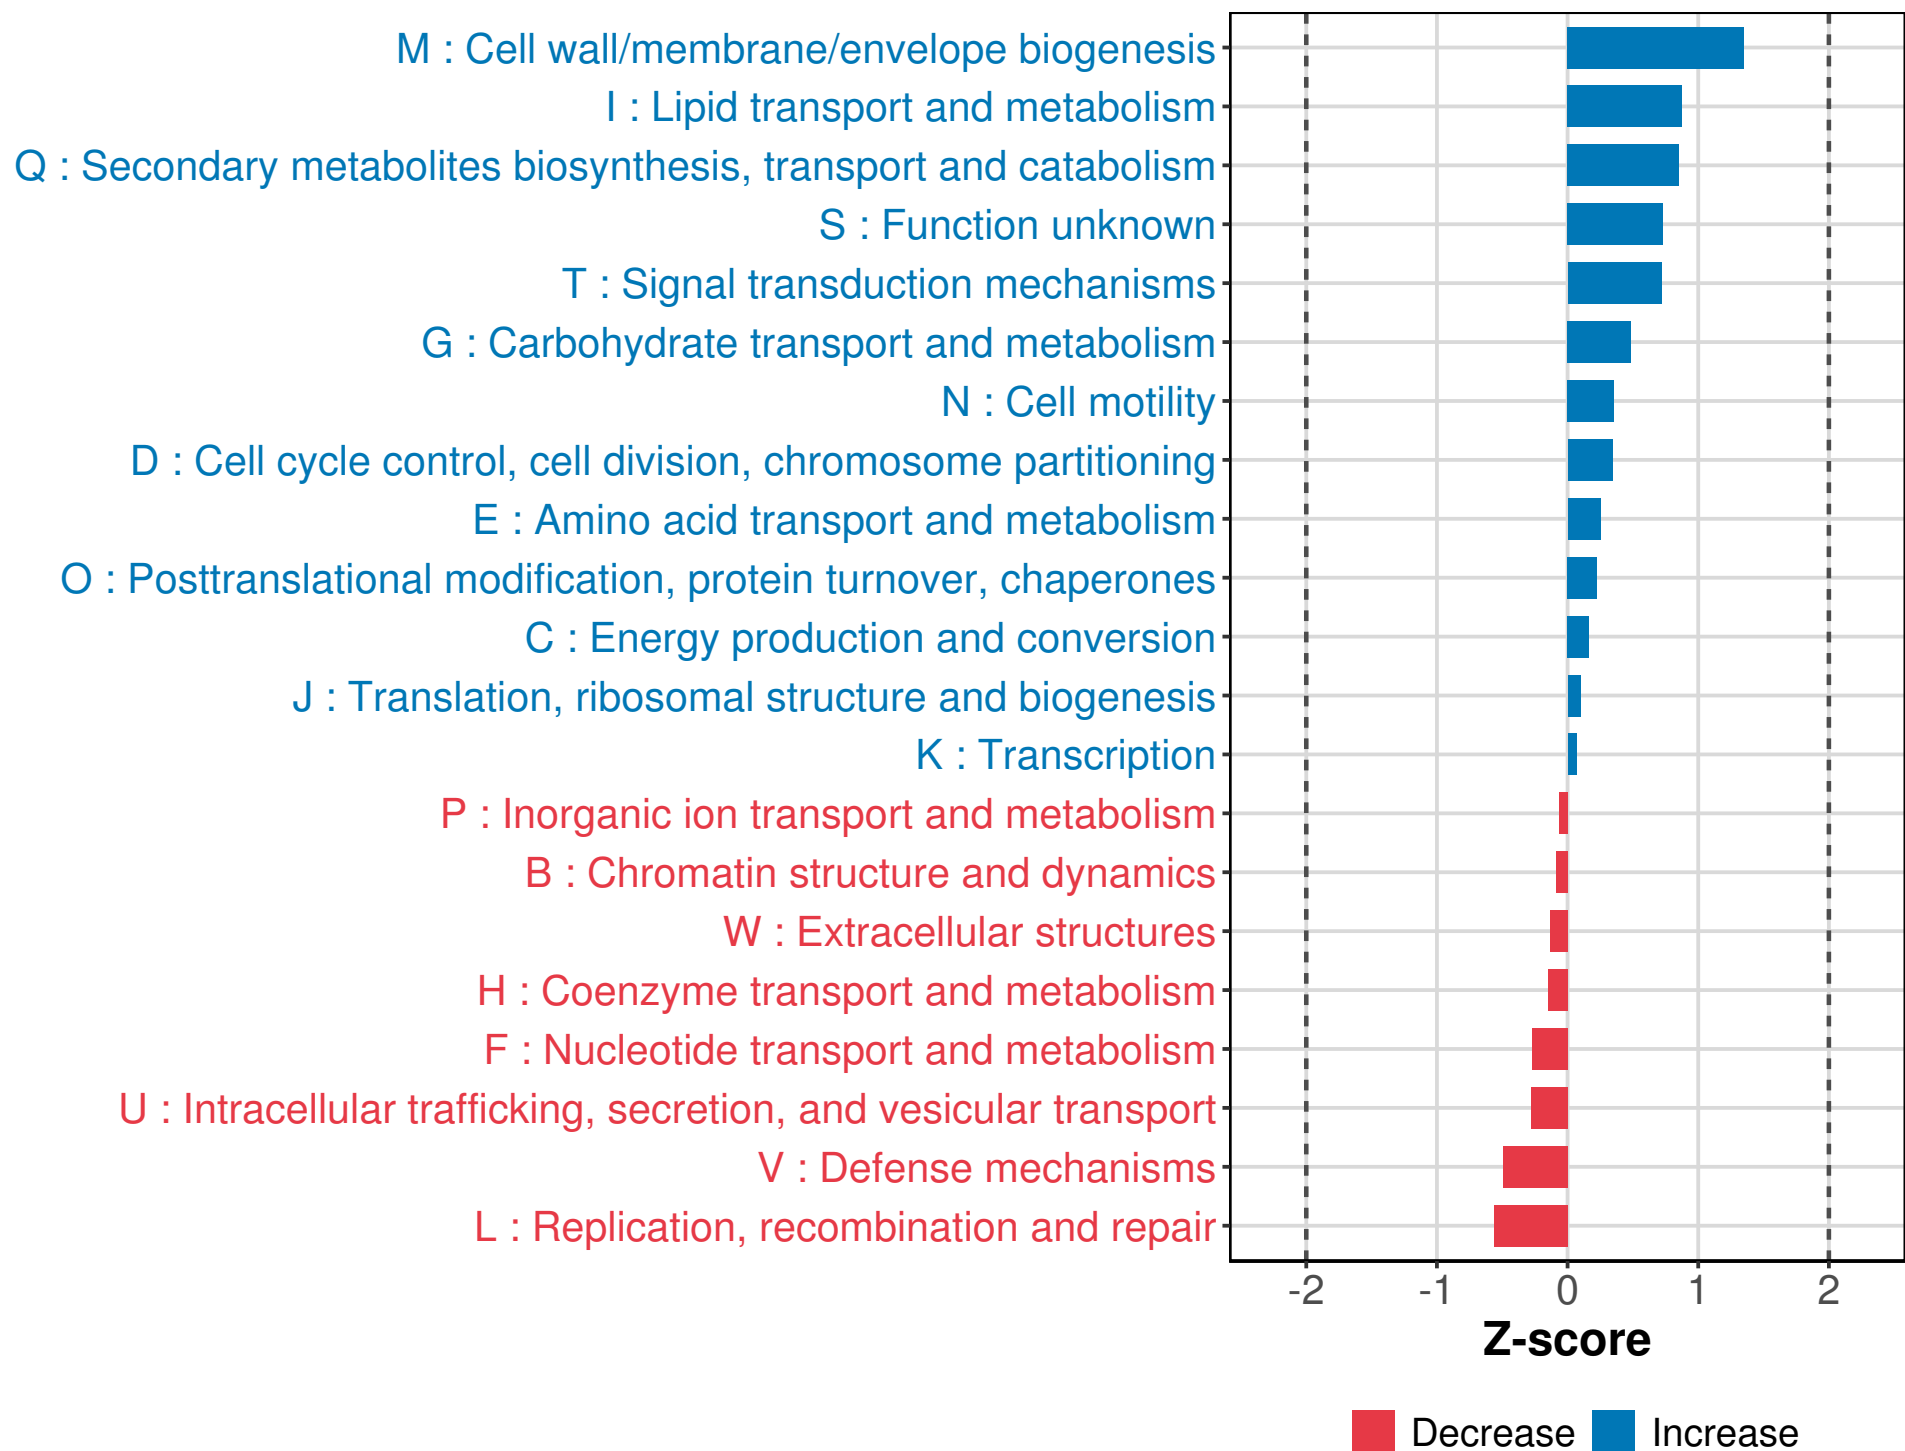 M : Cell wall/membrane/envelope biogenesis
I : Lipid transport and metabolism
Q : Secondary metabolites biosynthesis, transport and catabolism
S : Function unknown
T : Signal transduction mechanisms
G : Carbohydrate transport and metabolism
N : Cell motility
D : Cell cycle control, cell division, chromosome partitioning
E : Amino acid transport and metabolism
O : Posttranslational modification, protein turnover, chaperones
C : Energy production and conversion
J : Translation, ribosomal structure and biogenesis
K : Transcription
P : Inorganic ion transport and metabolism
B : Chromatin structure and dynamics
W : Extracellular structures
H : Coenzyme transport and metabolism
F : Nucleotide transport and metabolism
U : Intracellular trafficking, secretion, and vesicular transport
V : Defense mechanisms
L : Replication, recombination and repair
-2 -1 0 1 2
Z-score
Decrease Increase